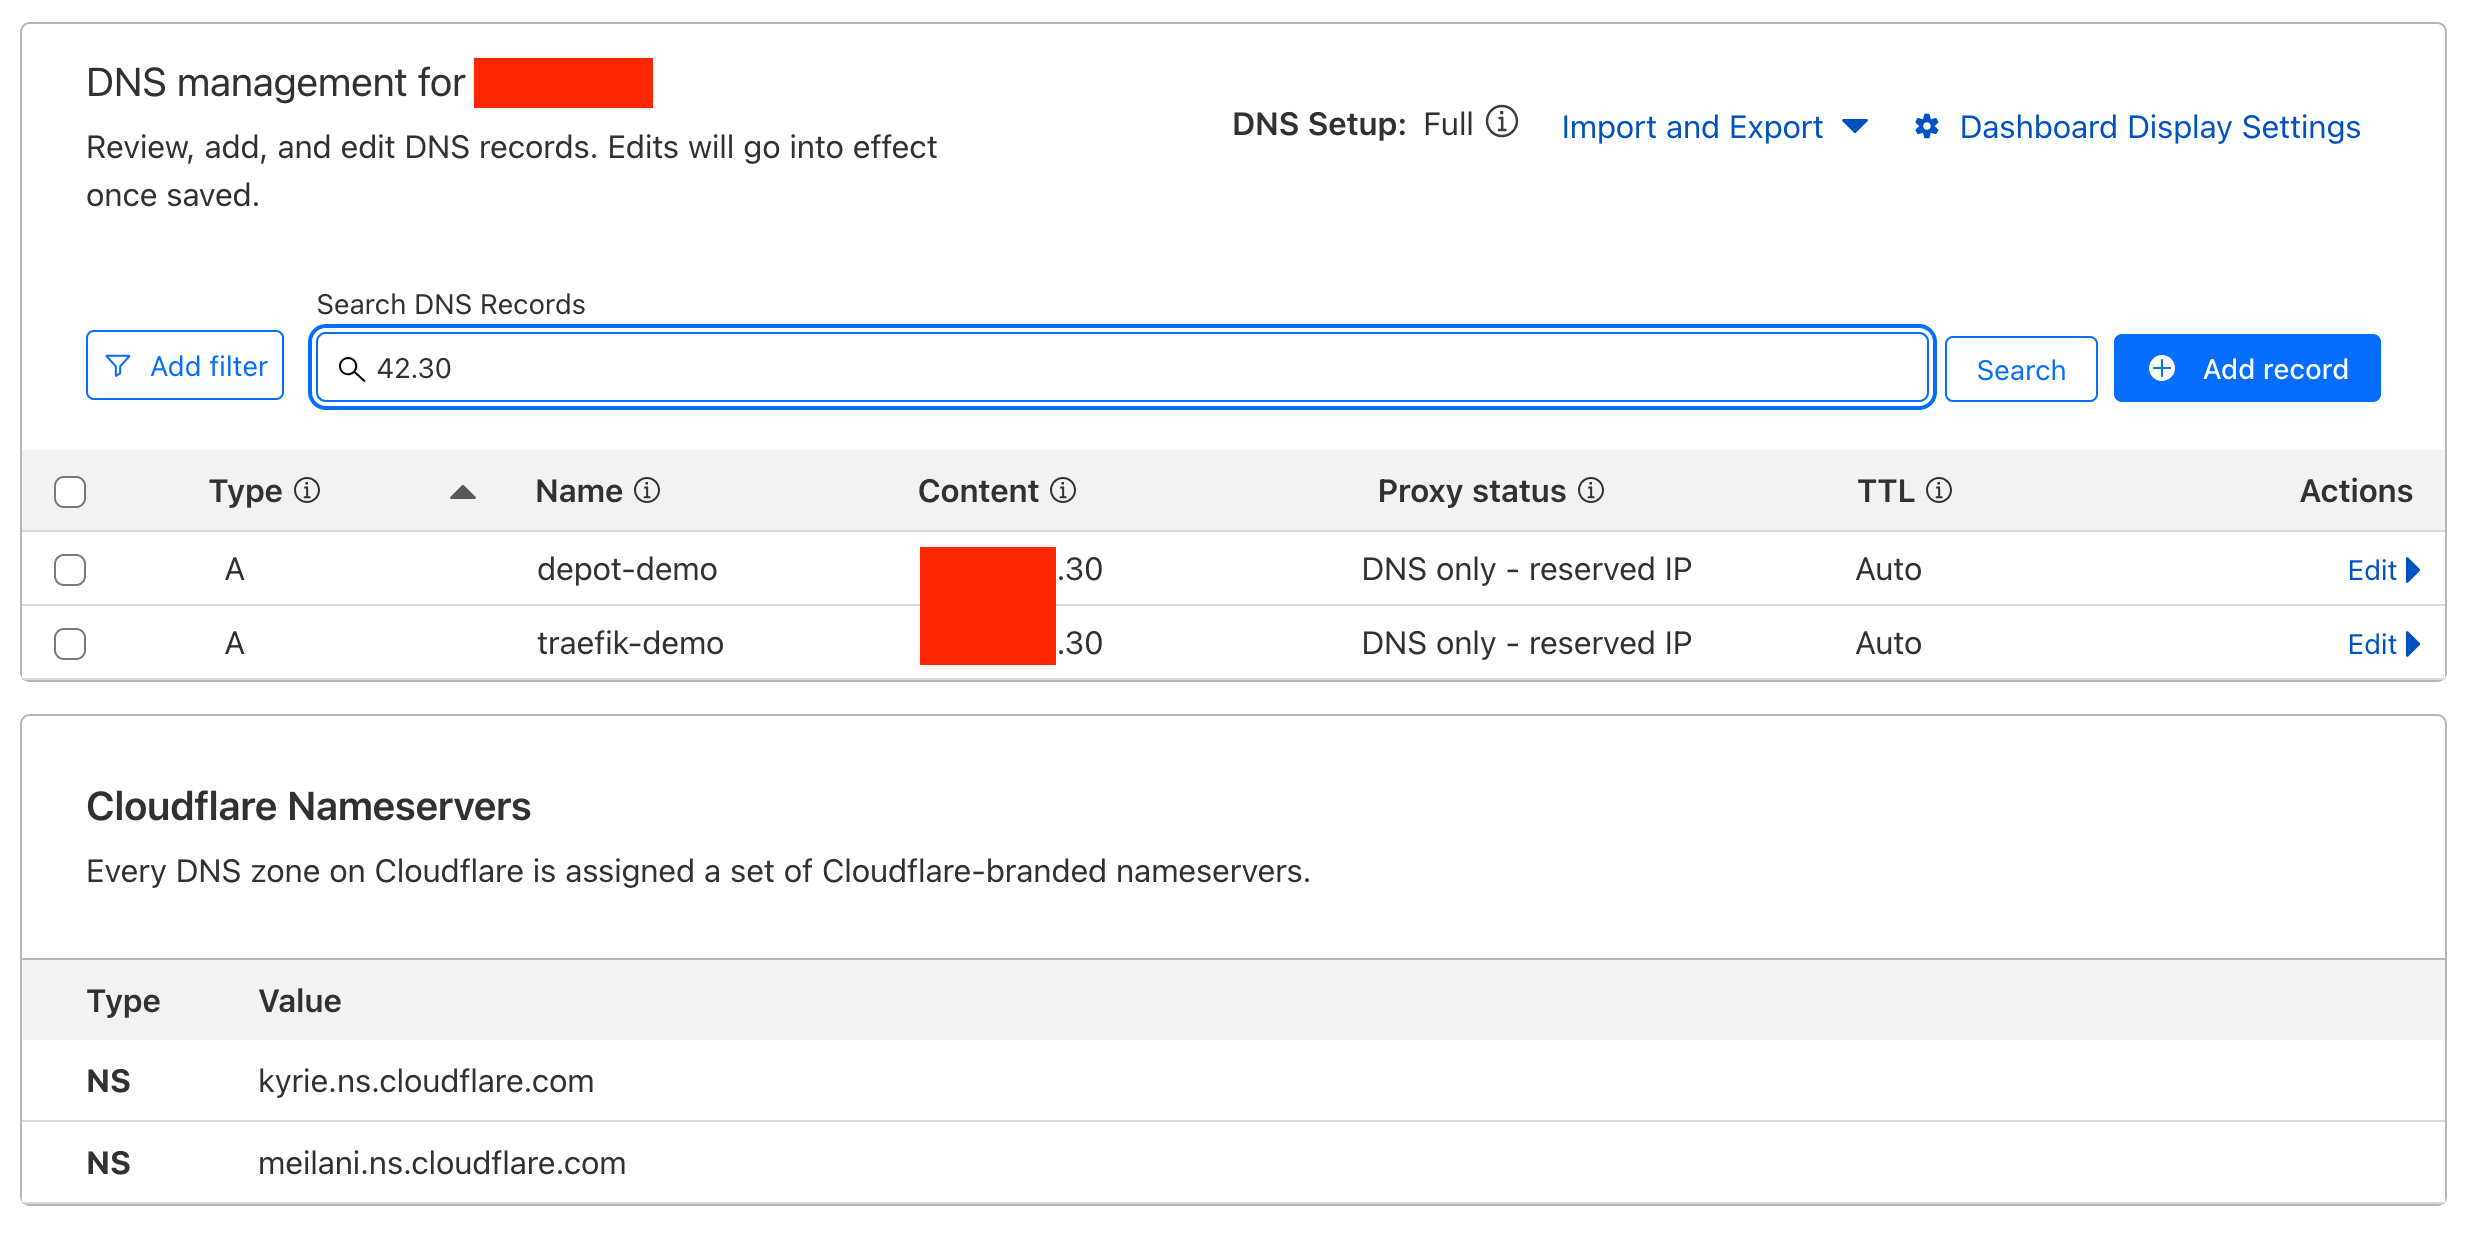 DNS management for
Review, add, and edit DNS records. Edits will go into effect
once saved.
DNS Setup: Full Import and Export Dashboard Display Settings
Search DNS Records
Add filter 42.30 Search Add record
Type Name Content Proxy status TTL Actions
A depot-demo .30 DNS only - reserved IP Auto Edit
A traefik-demo .30 DNS only - reserved IP Auto Edit
Cloudflare Nameservers
Every DNS zone on Cloudflare is assigned a set of Cloudflare-branded nameservers.
Type Value
NS kyrie.ns.cloudflare.com
NS meilani.ns.cloudflare.com